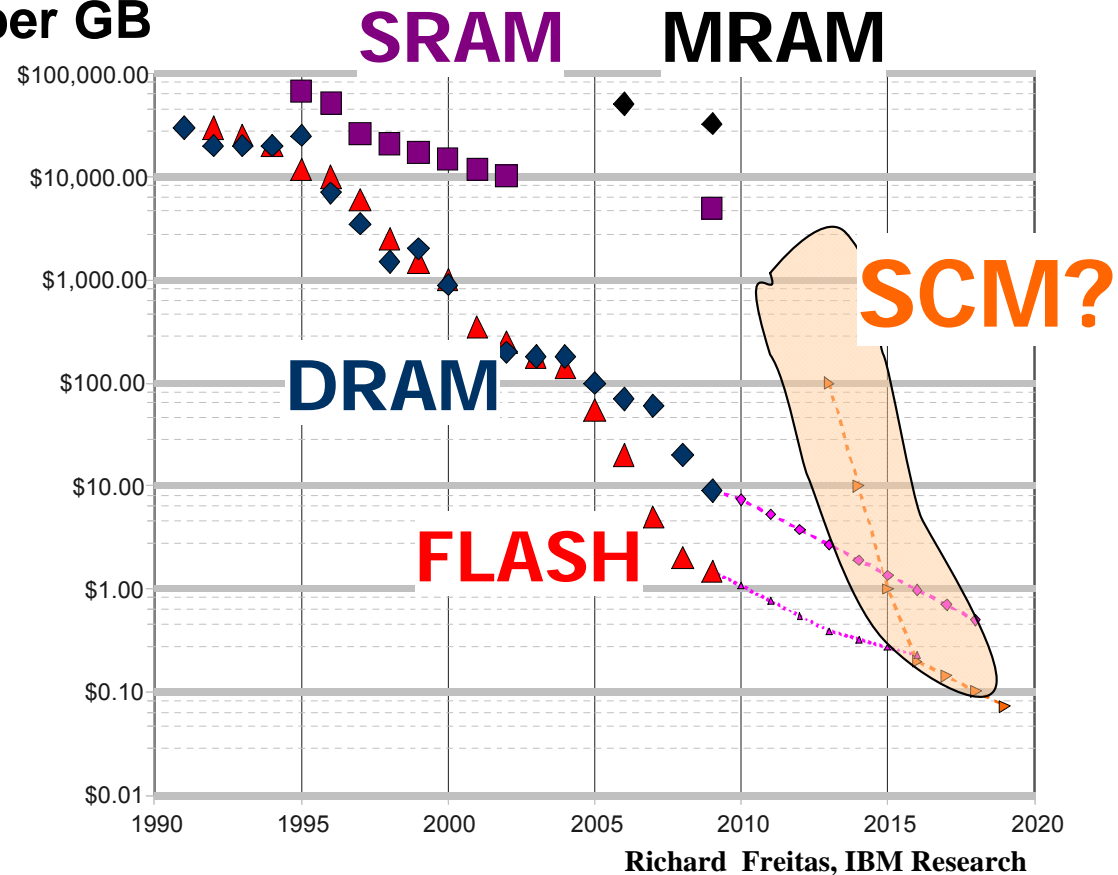 per GB
SRAM MRAM
$100,000.00
$10,000.00
$1,000.00
SCM?
$100.00
DRAM
$10.00
FLASH
$1.00
$0.10
$0.01
1990 1995 2000 2005 2010 2015 2020
Richard Freitas, IBM Research